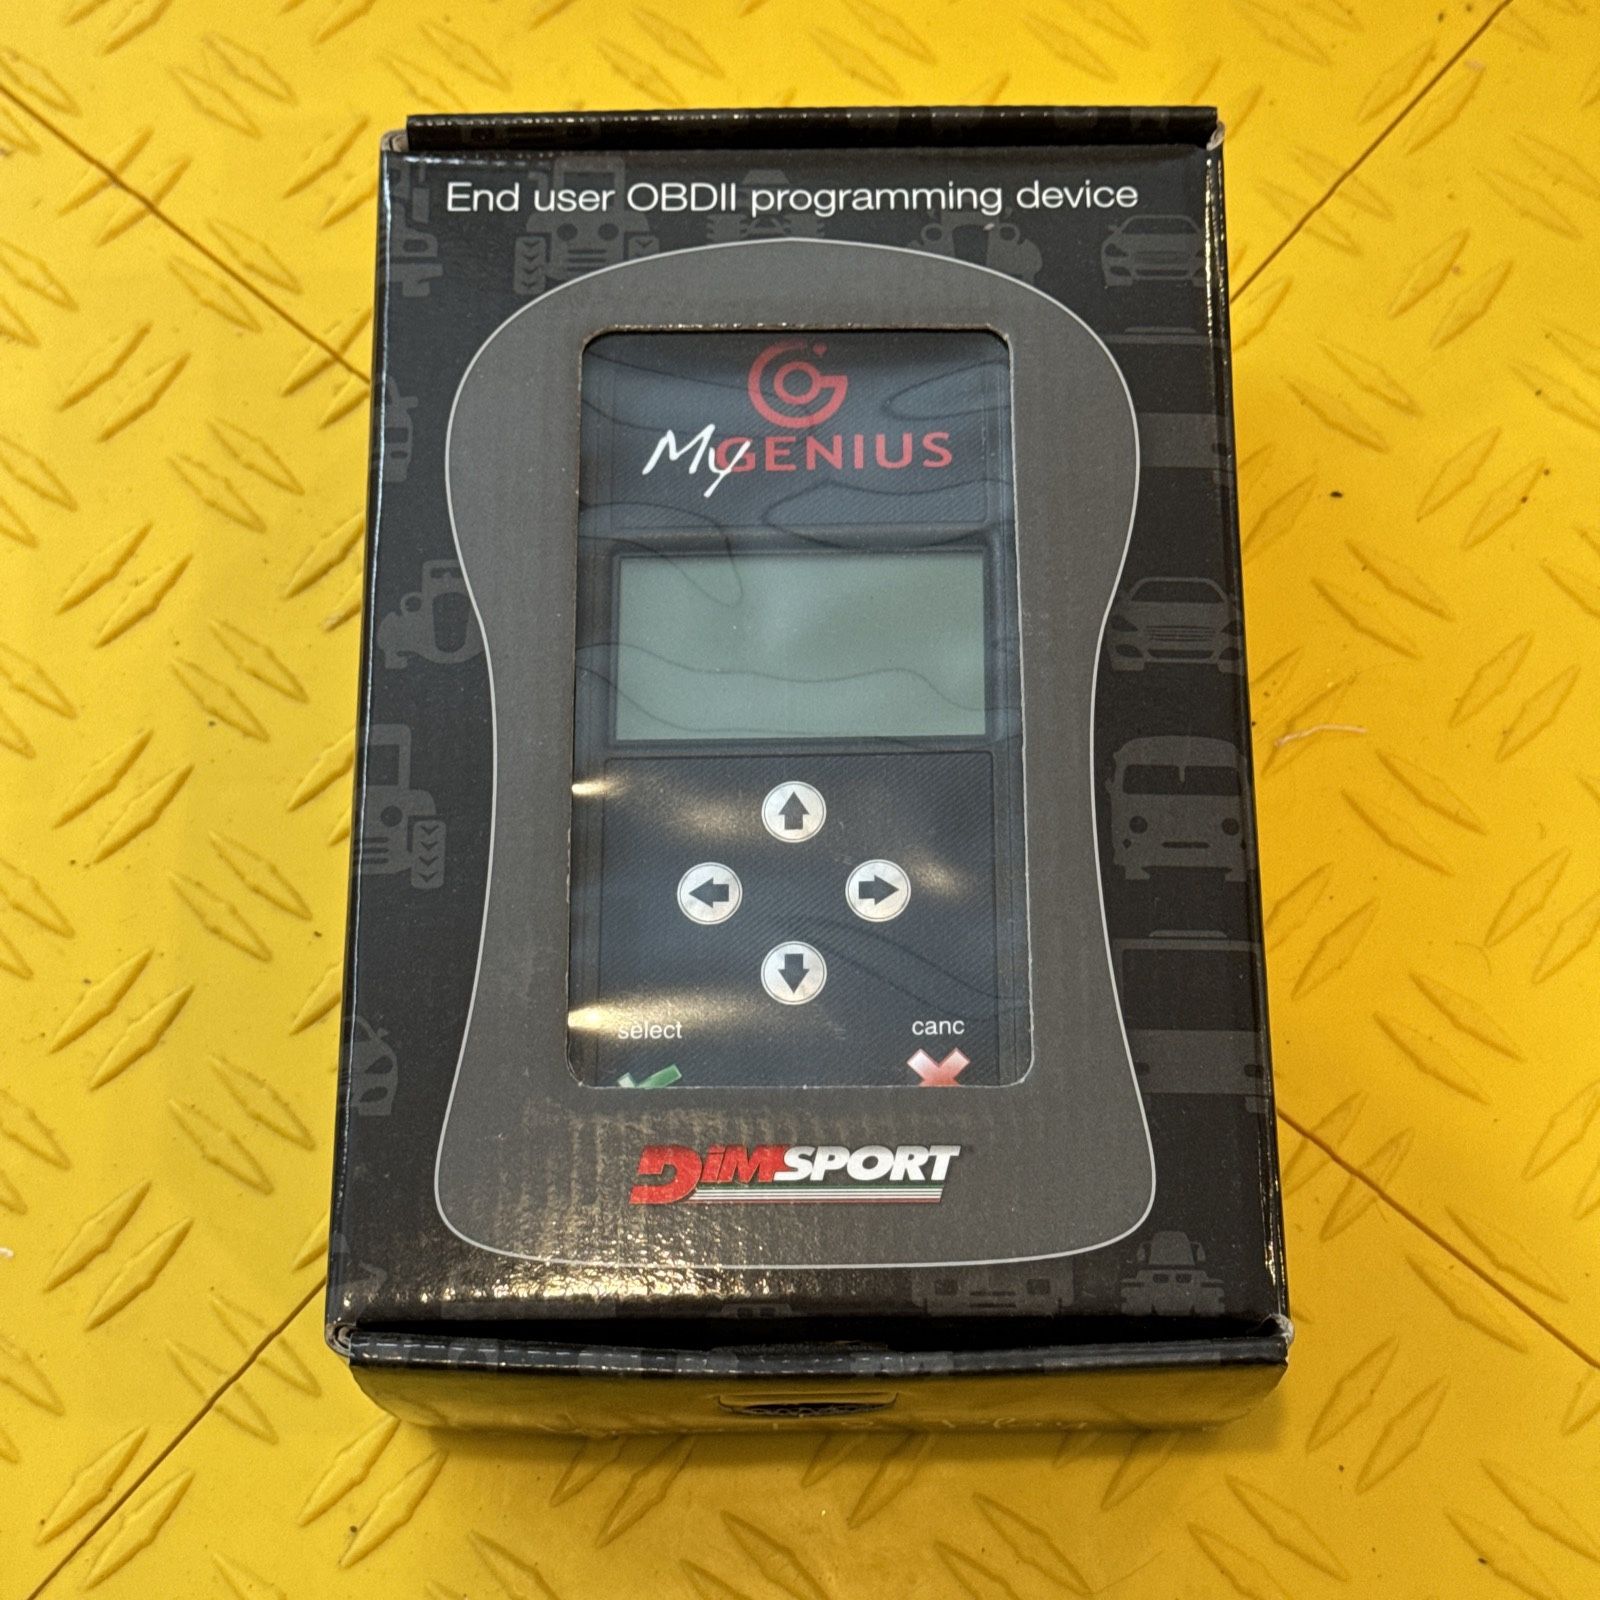 End user OBDII programming device
MyGENIUS
select canc
DiMSPORT